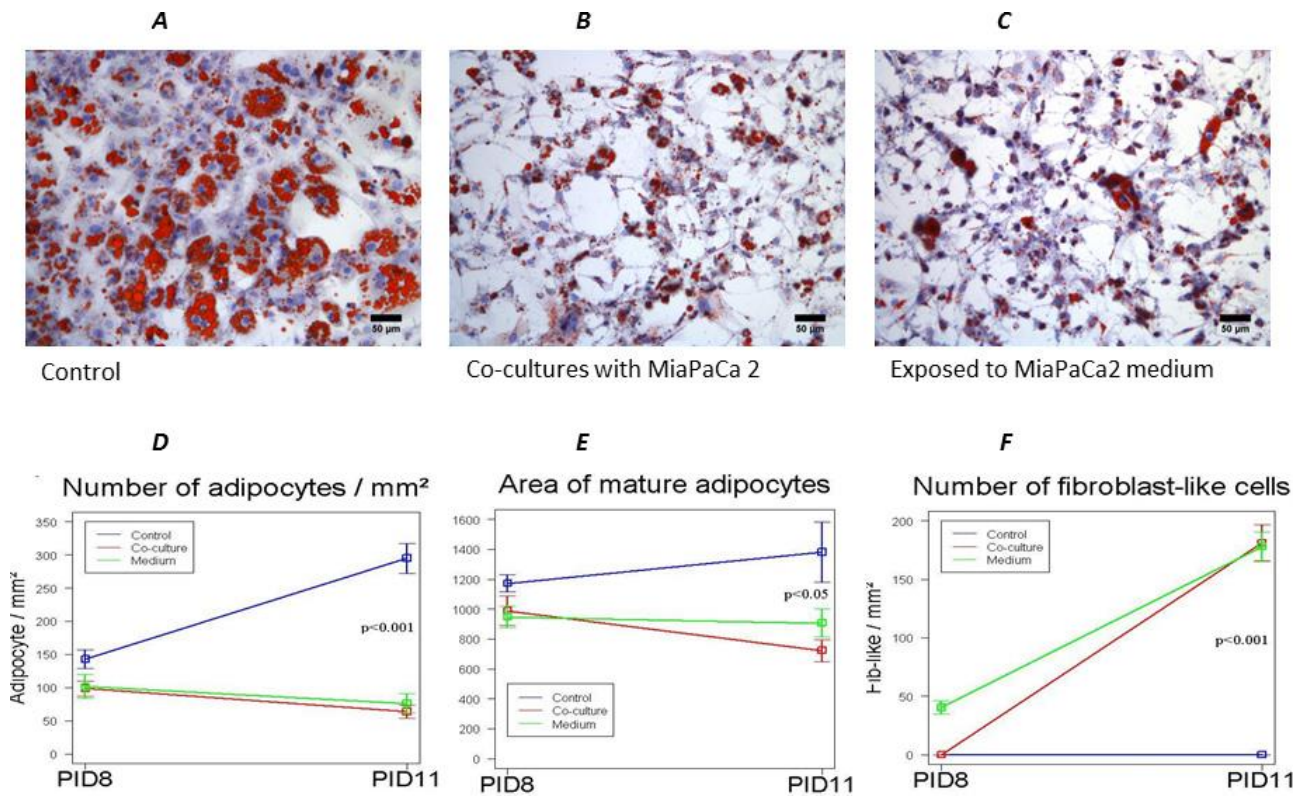 A
B
C
50 µm
50 µm
50 µm
Control
Co-cultures with MiaPaCa 2
Exposed to MiaPaCa2 medium
D
E
F
Number of adipocytes / mm²
Area of mature adipocytes
Number of fibroblast-like cells
Adipocyte / mm²
350
300
250
200
150
100
50
0
Control
Co-culture
Medium
p<0.001
PID8
PID11
1600
1400
1200
1000
800
600
400
200
0
p<0.05
Control
Co-culture
Medium
PID8
PID11
Fib-like / mm²
200
150
100
50
0
Control
Co-culture
Medium
p<0.001
PID8
PID11